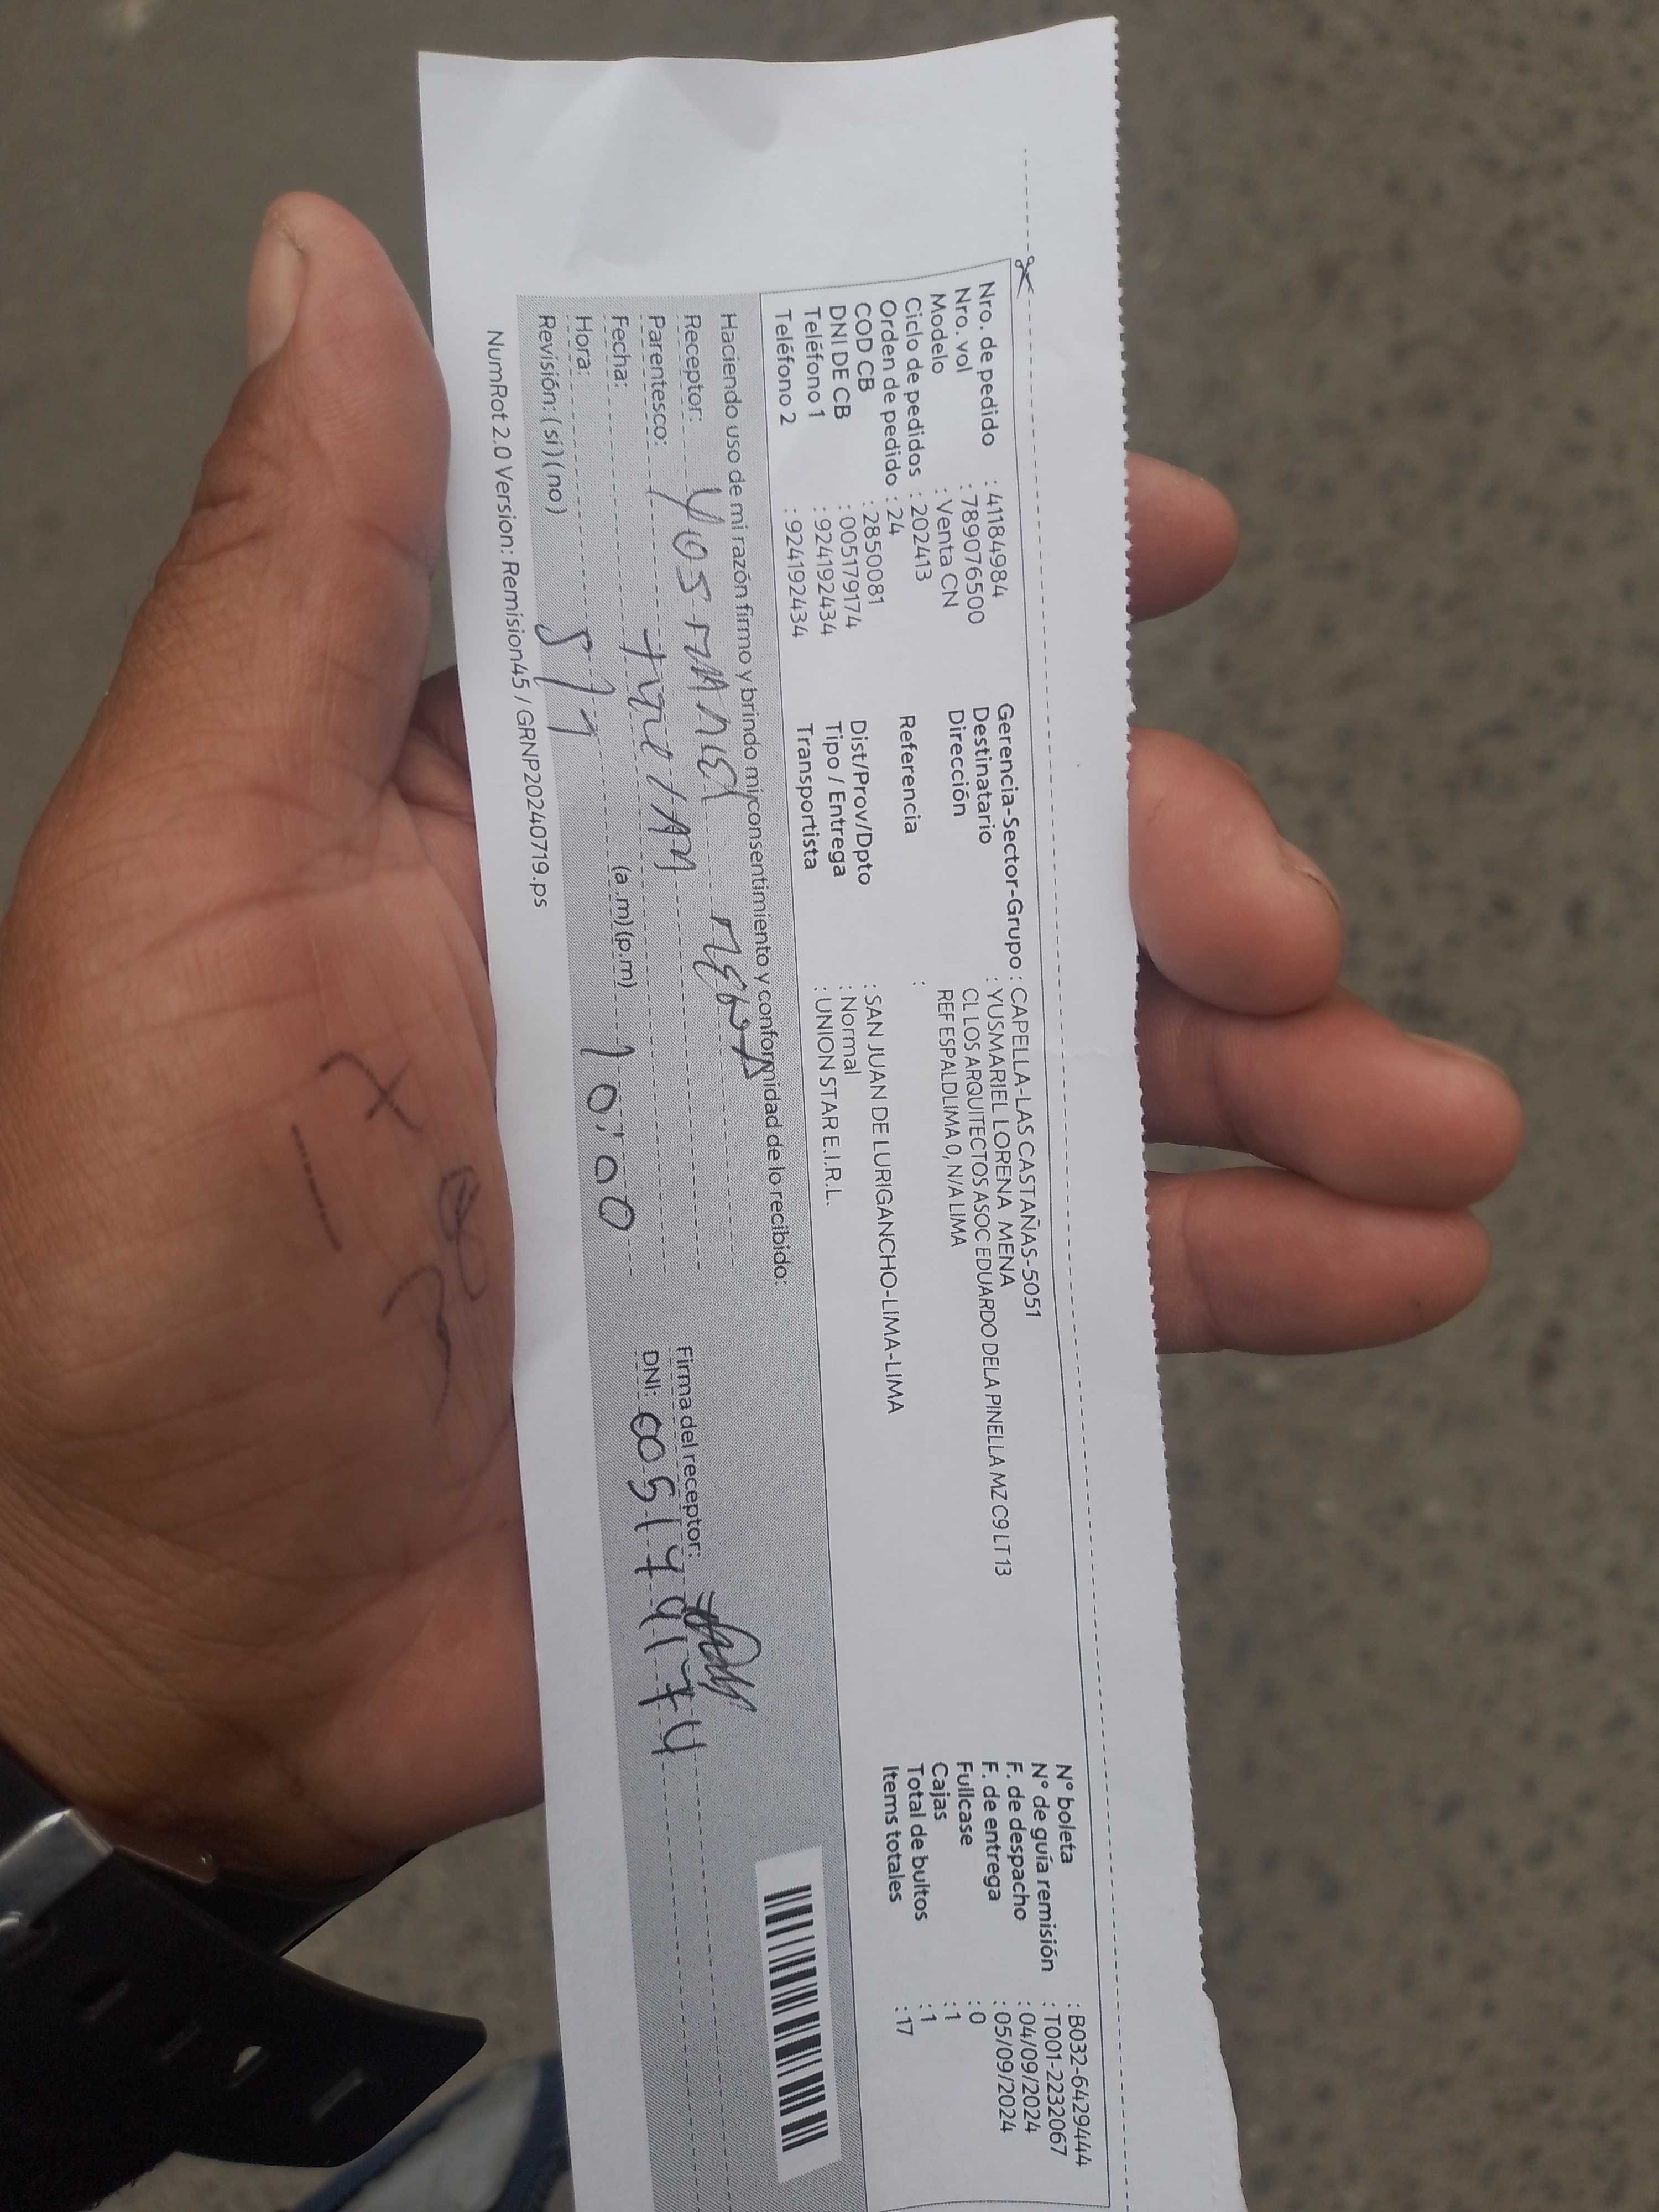 Nro. de pedido : 411849​84
Nro. vol : 789076500
Modelo : Venta CN
Ciclo de pedidos : 202413
Orden de pedido : 24
COD CB : 2850081
DNI DE CB : 005179174
Teléfono 1 : 924192434
Teléfono 2 : 924192434
Gerencia-Sector-Grupo : CAPELLA-LAS CASTAÑAS-5051
Destinatario : YUSMARIEL LORENA MENA
Dirección CL LOS ARQUITECTOS ASOC EDUARDO DELA PINELLA MZ C9 LT 13
REF ESPALDLIMA 0, N/A LIMA
Referencia :
Dist/Prov/Dpto : SAN JUAN DE LURIGANCHO-LIMA-LIMA
Tipo / Entrega : Normal
Transportista : UNION STAR E.I.R.L.
N° boleta : B032-6429444
N° de guía remisión : T001-2232067
F. de despacho : 04/09/2024
F. de entrega : 05/09/2024
Fullcase : 0
Cajas : 1
Total de bultos : 1
Items totales : 17
Haciendo uso de mi razón firmo y brindo mi consentimiento y conformidad de lo recibido:
Receptor:
Parentesco:
Fecha:
Hora: (a.m) (p.m) 10:00
Revisión: (si) (no)
Firma del receptor:
DNI: 005179174
NumRot 2.0 Version: Remision45 / GRNP20240719.ps